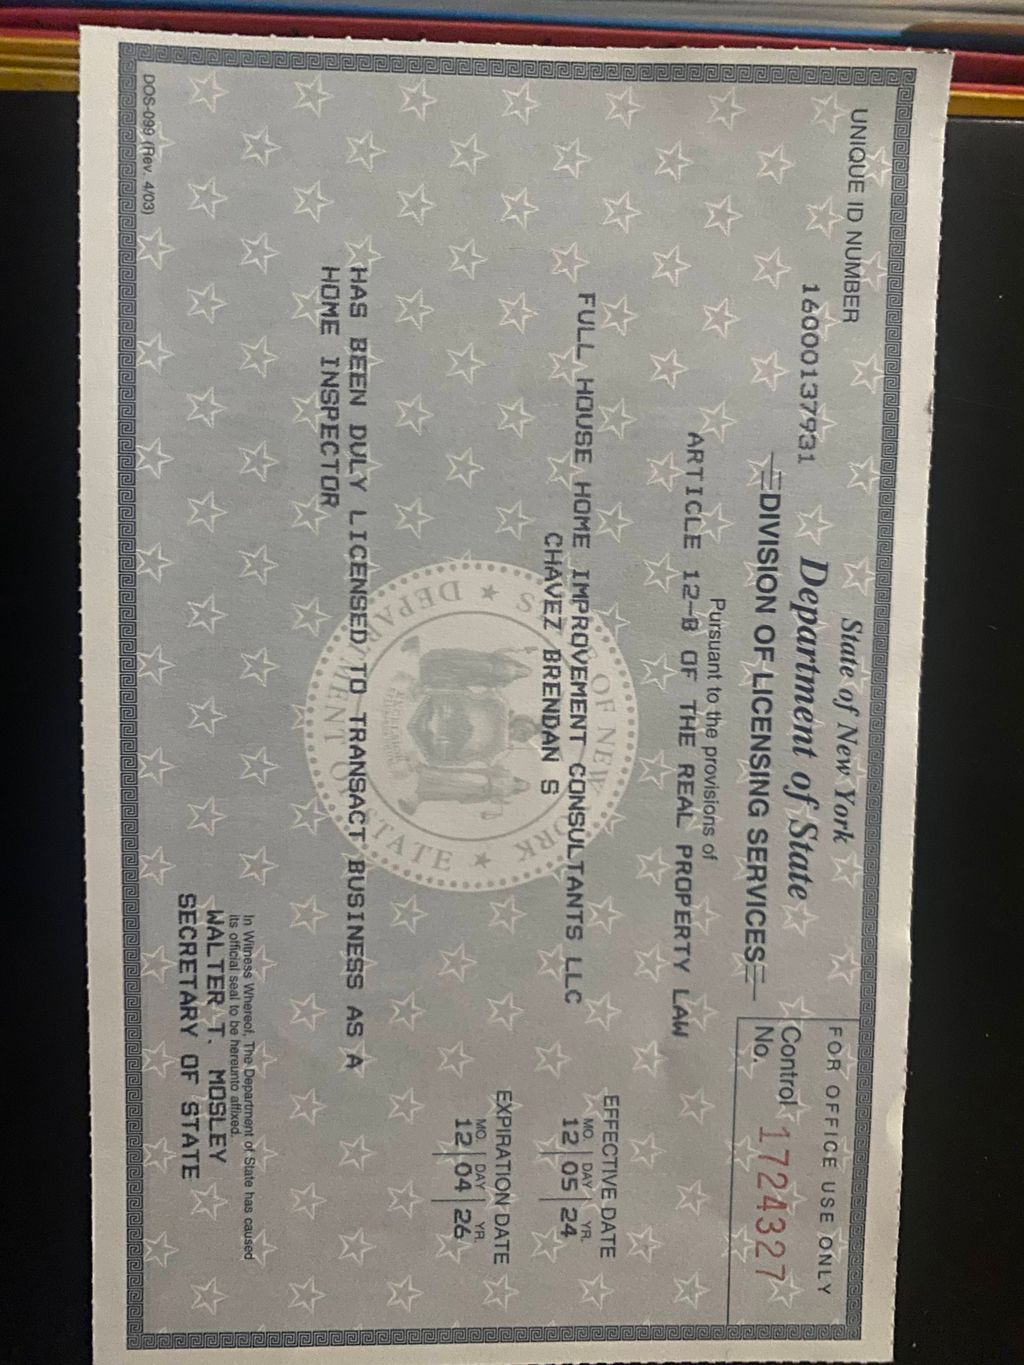 UNIQUE ID NUMBER
16000137931
State of New York
Department of State
DIVISION OF LICENSING SERVICES
FOR OFFICE USE ONLY
Control
No. 1724327
Pursuant to the provisions of
ARTICLE 12-B OF THE REAL PROPERTY LAW
FULL HOUSE HOME IMPROVEMENT CONSULTANTS LLC
CHAVEZ BRENDAN S
EFFECTIVE DATE
MO. DAY YR.
12 05 24
EXPIRATION DATE
MO. DAY YR.
12 04 26
HAS BEEN DULY LICENSED TO TRANSACT BUSINESS AS A
HOME INSPECTOR
In Witness Whereof, The Department of State has caused
its official seal to be hereunto affixed.
WALTER T. MOSLEY
SECRETARY OF STATE
DOS-099 (Rev. 4/03)